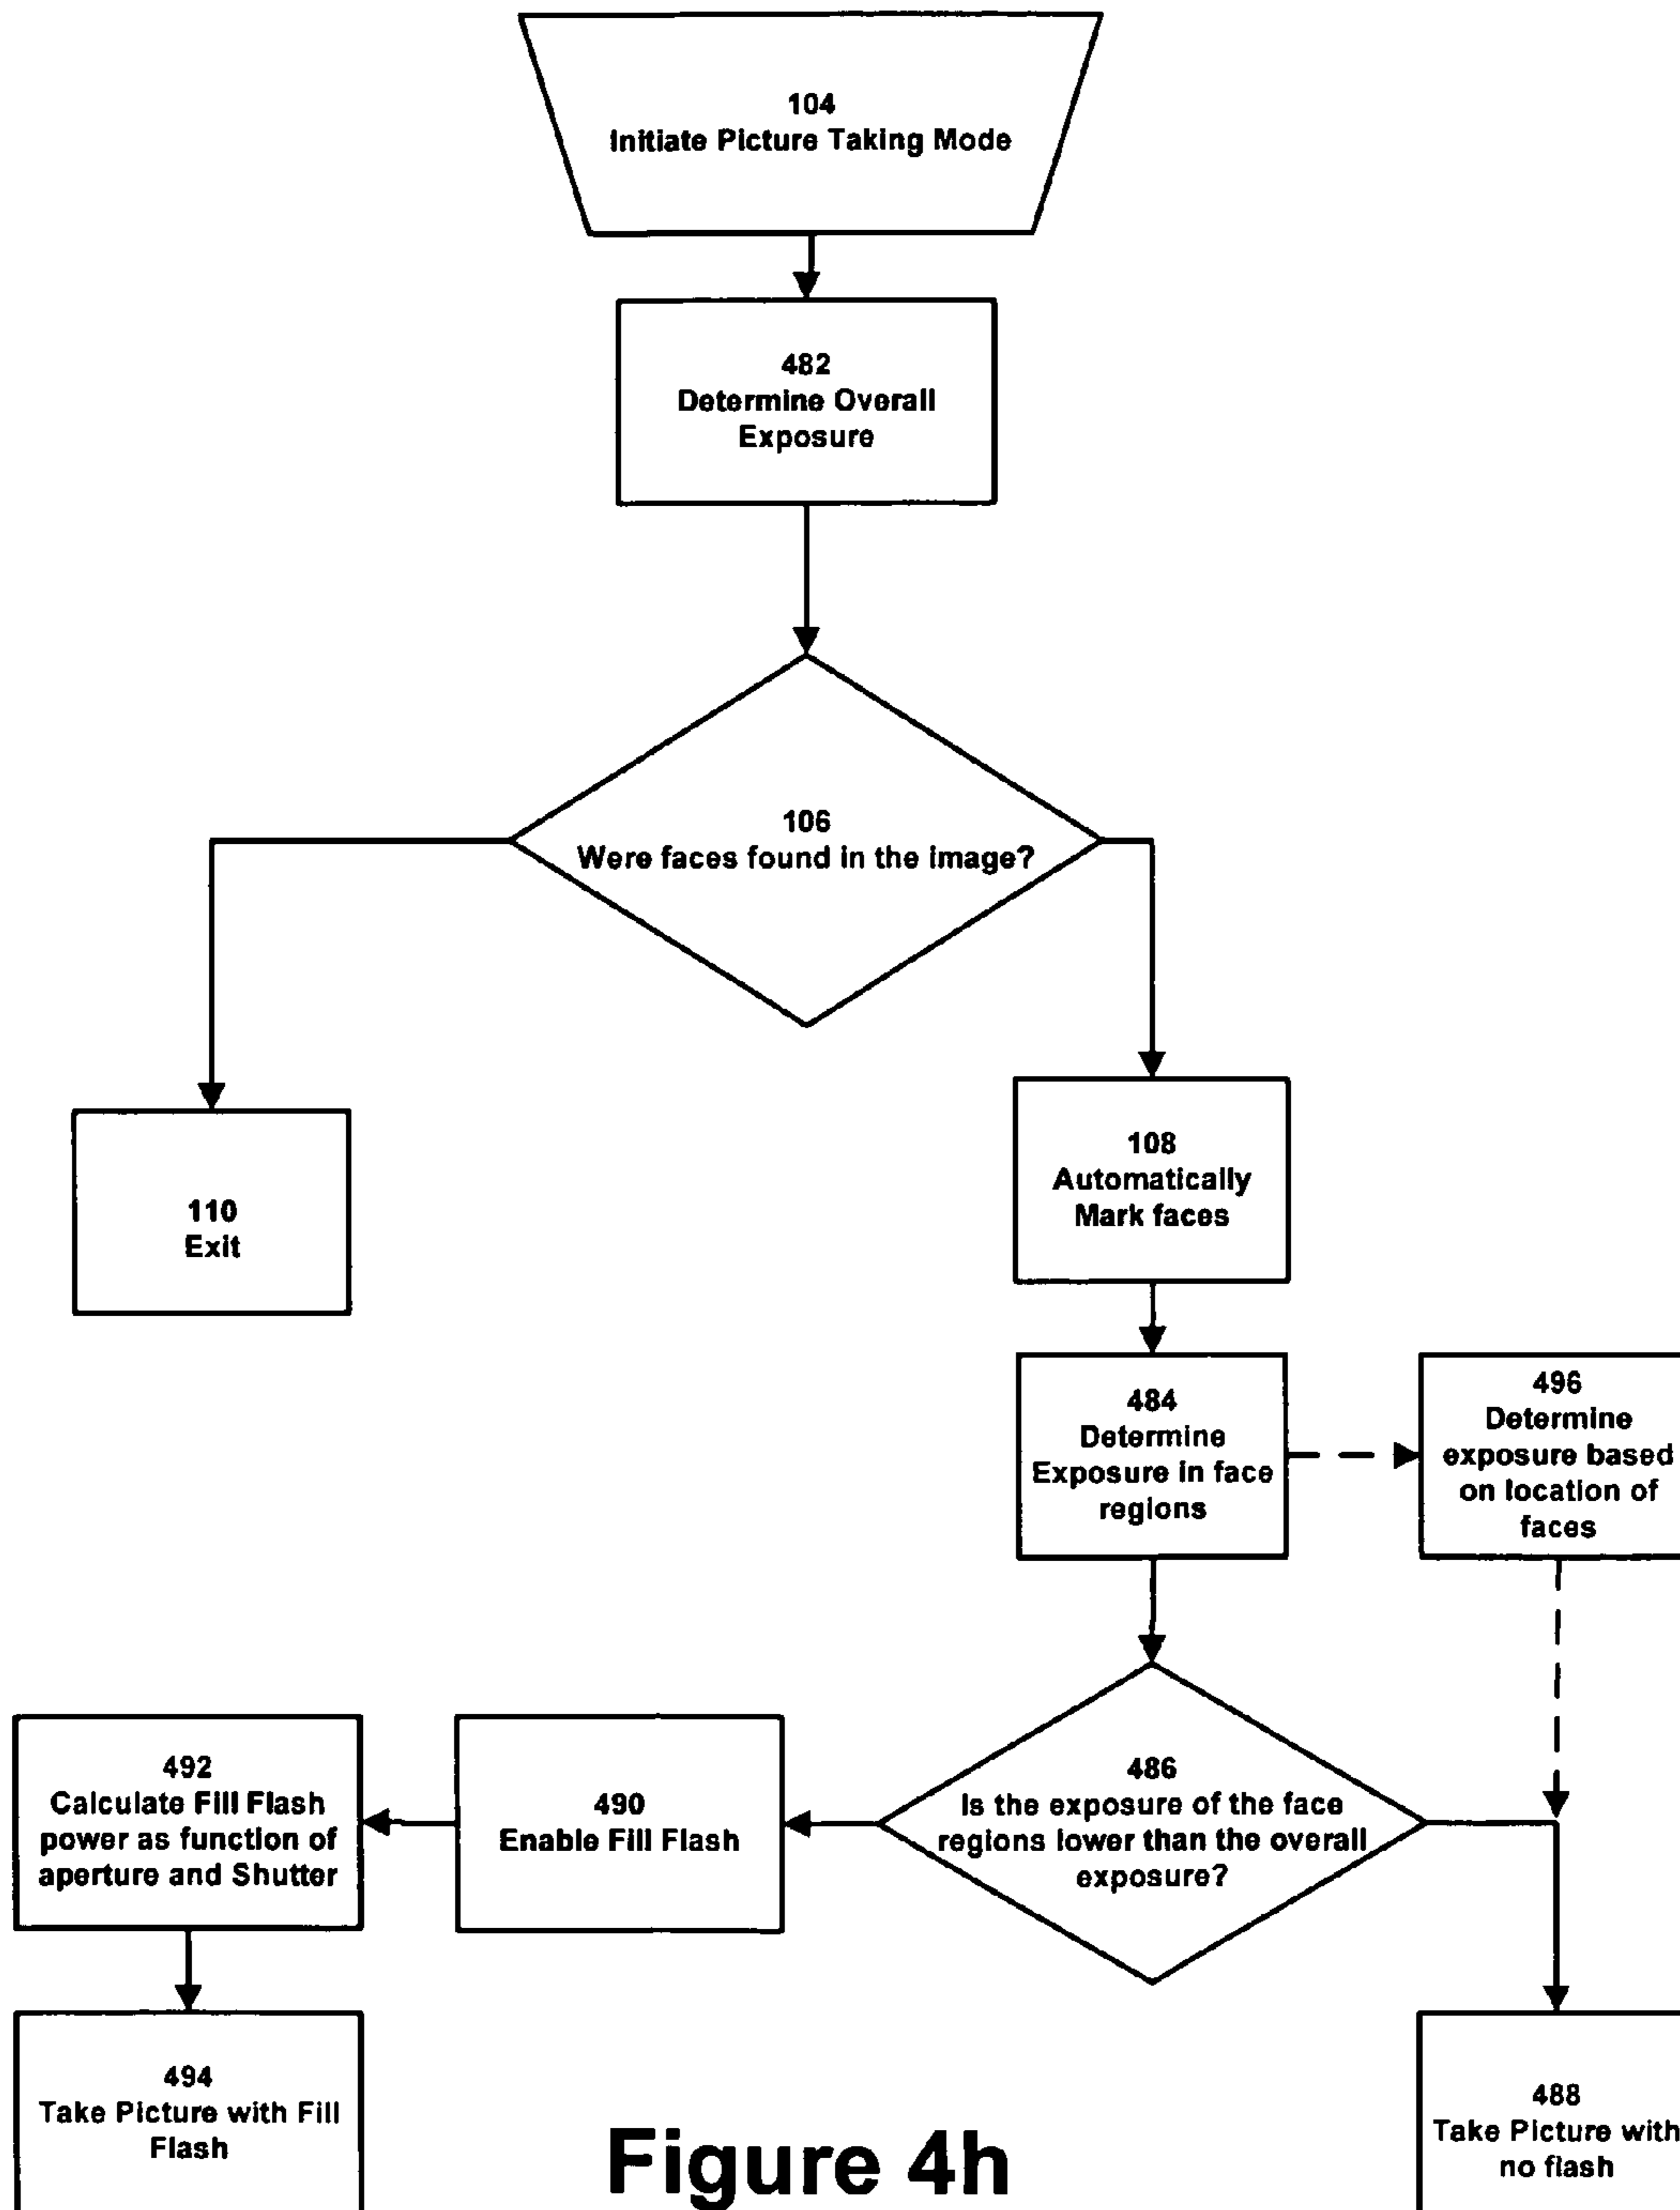 104
Initiate Picture Taking Mode
482
Determine Overall
Exposure
106
Were faces found in the image?
110
Exit
108
Automatically
Mark faces
484
Determine
Exposure in face
regions
496
Determine
exposure based
on location of
faces
486
Is the exposure of the face
regions lower than the overall
exposure?
490
Enable Fill Flash
492
Calculate Fill Flash
power as function of
aperture and Shutter
494
Take Picture with Fill
Flash
488
Take Picture with
no flash
Figure 4h